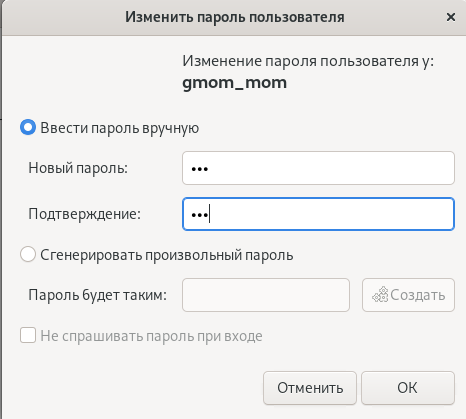 Изменить пароль пользователя
Изменение пароля пользователя у:
gmom_mom
Ввести пароль вручную
Новый пароль: •••
Подтверждение: •••
Сгенерировать произвольный пароль
Пароль будет таким: Создать
Не спрашивать пароль при входе
Отменить OK